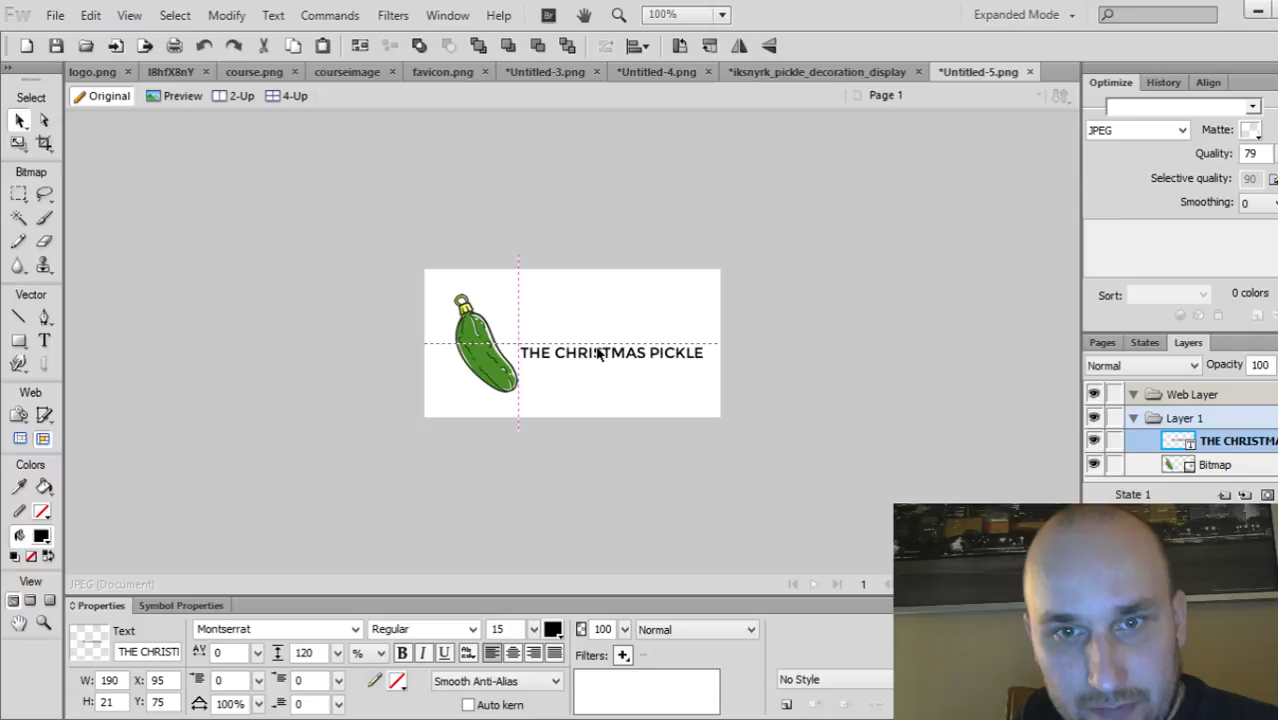 Fw File Edit View Select Modify Text Commands Filters Window Help Br 100% Expanded Mode
logo.png × l8hfX8nY × course.png × courseimage × favicon.png × *Untitled-3.png × *Untitled-4.png × *iksnyrk_pickle_decoration_display × *Untitled-5.png ×
Original Preview 2-Up 4-Up Page 1
Select
Bitmap
Vector
Web
Colors
View
THE CHRISTMAS PICKLE
Optimize History Align
JPEG Matte:
Quality: 79
Selective quality: 90
Smoothing: 0
Sort: 0 colors
Pages States Layers
Normal Opacity 100
Web Layer
Layer 1
THE CHRISTMA
Bitmap
State 1
JPEG (Document) 1
Properties Symbol Properties
Text Montserrat Regular 15 100 Normal
THE CHRISTI 0 120 % B I U Filters:
W: 190 X: 95 0 0 Smooth Anti-Alias No Style
H: 21 Y: 75 100% 0 Auto kern